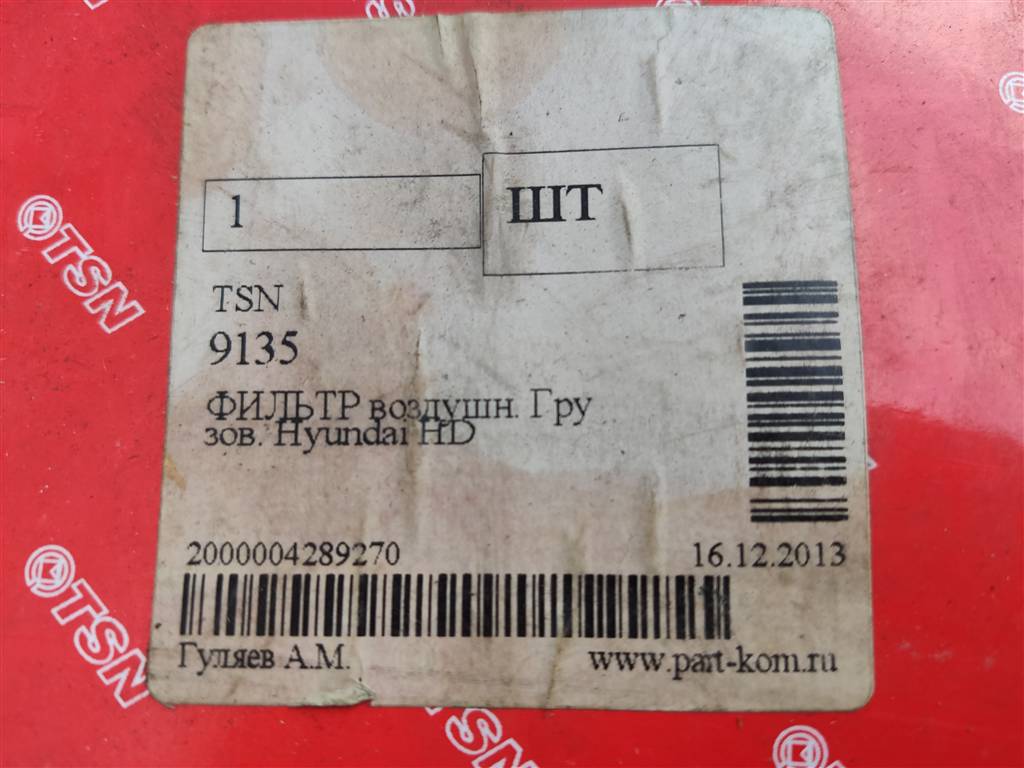 1
ШТ
TSN
9135
ФИЛЬТР воздушн. Гру
зов. Hyundai HD
2000004289270
16.12.2013
Гуляев А.М.
www.part-kom.ru
TSN
TSN
TSN